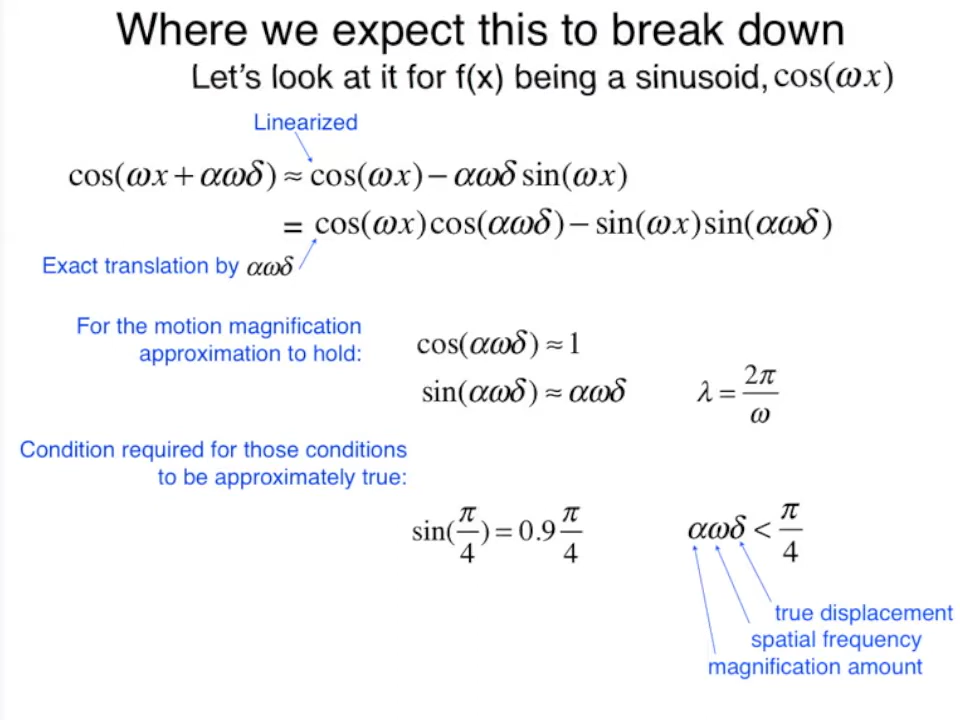 Where we expect this to break down
Let's look at it for f(x) being a sinusoid, cos(ωx)
Linearized
cos(ωx + αωδ) ≈ cos(ωx) − αωδ sin(ωx)
= cos(ωx)cos(αωδ) − sin(ωx)sin(αωδ)
Exact translation by αωδ
For the motion magnification
approximation to hold:
cos(αωδ) ≈ 1
sin(αωδ) ≈ αωδ
λ = 2π/ω
Condition required for those conditions
to be approximately true:
sin(π/4) = 0.9 π/4
αωδ < π/4
true displacement
spatial frequency
magnification amount